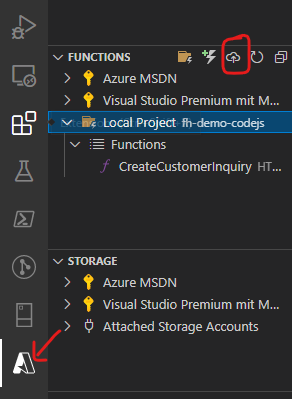 FUNCTIONS
Azure MSDN
Visual Studio Premium mit M...
Local Project fh-demo-codejs
Functions
CreateCustomerInquiry HT...
STORAGE
Azure MSDN
Visual Studio Premium mit M...
Attached Storage Accounts